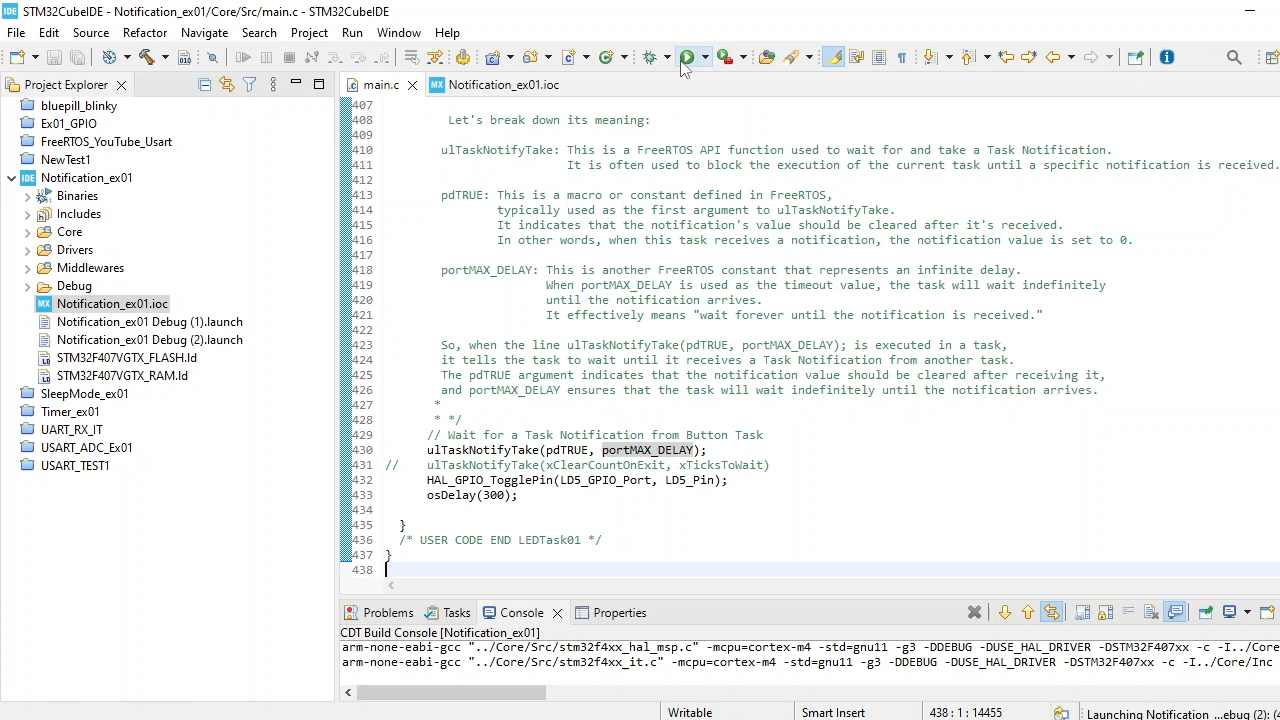 IDE STM32CubeIDE - Notification_ex01/Core/Src/main.c - STM32CubeIDE
File Edit Source Refactor Navigate Search Project Run Window Help
Project Explorer
bluepill_blinky
Ex01_GPIO
FreeRTOS_YouTube_Usart
NewTest1
IDE Notification_ex01
Binaries
Includes
Core
Drivers
Middlewares
Debug
MX Notification_ex01.ioc
Notification_ex01 Debug (1).launch
Notification_ex01 Debug (2).launch
STM32F407VGTX_FLASH.ld
STM32F407VGTX_RAM.ld
SleepMode_ex01
Timer_ex01
UART_RX_IT
USART_ADC_Ex01
USART_TEST1
main.c MX Notification_ex01.ioc
407
408 Let's break down its meaning:
409
410 ulTaskNotifyTake: This is a FreeRTOS API function used to wait for and take a Task Notification.
411 It is often used to block the execution of the current task until a specific notification is received.
412
413 pdTRUE: This is a macro or constant defined in FreeRTOS,
414 typically used as the first argument to ulTaskNotifyTake.
415 It indicates that the notification's value should be cleared after it's received.
416 In other words, when this task receives a notification, the notification value is set to 0.
417
418 portMAX_DELAY: This is another FreeRTOS constant that represents an infinite delay.
419 When portMAX_DELAY is used as the timeout value, the task will wait indefinitely
420 until the notification arrives.
421 It effectively means "wait forever until the notification is received."
422
423 So, when the line ulTaskNotifyTake(pdTRUE, portMAX_DELAY); is executed in a task,
424 it tells the task to wait until it receives a Task Notification from another task.
425 The pdTRUE argument indicates that the notification value should be cleared after receiving it,
426 and portMAX_DELAY ensures that the task will wait indefinitely until the notification arrives.
427 *
428 * */
429 // Wait for a Task Notification from Button Task
430 ulTaskNotifyTake(pdTRUE, portMAX_DELAY);
431 // ulTaskNotifyTake(xClearCountOnExit, xTicksToWait)
432 HAL_GPIO_TogglePin(LD5_GPIO_Port, LD5_Pin);
433 osDelay(300);
434
435 }
436 /* USER CODE END LEDTask01 */
437 }
438
Problems Tasks Console Properties
CDT Build Console [Notification_ex01]
arm-none-eabi-gcc "../Core/Src/stm32f4xx_hal_msp.c" -mcpu=cortex-m4 -std=gnu11 -g3 -DDEBUG -DUSE_HAL_DRIVER -DSTM32F407xx -c -I../Core
arm-none-eabi-gcc "../Core/Src/stm32f4xx_it.c" -mcpu=cortex-m4 -std=gnu11 -g3 -DDEBUG -DUSE_HAL_DRIVER -DSTM32F407xx -c -I../Core/Inc
Writable Smart Insert 438 : 1 : 14455 Launching Notification ...ebug (2): (